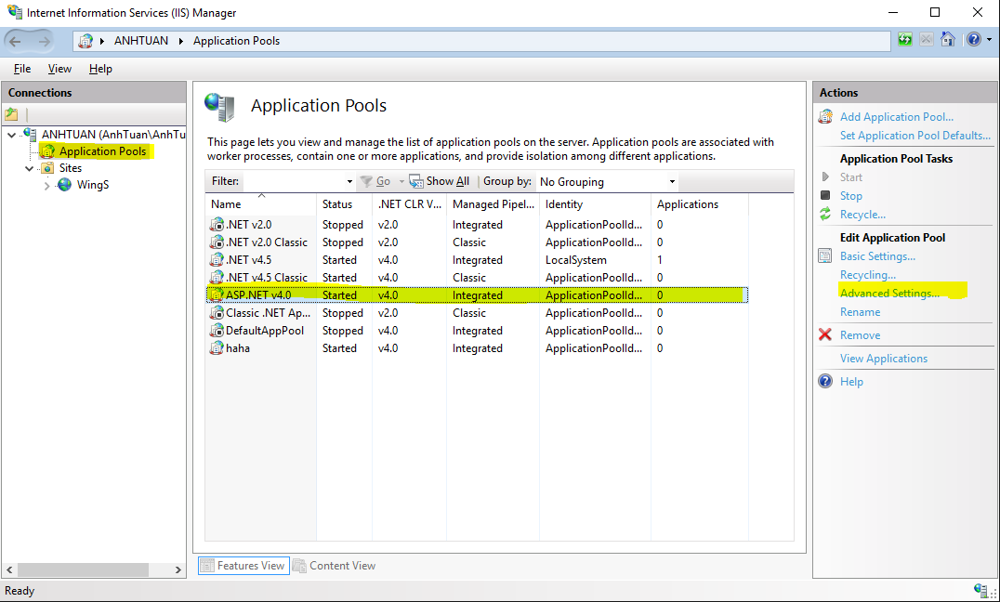 Internet Information Services (IIS) Manager
ANHTUAN Application Pools
File View Help
Connections
ANHTUAN (AnhTuan\AnhTu
Application Pools
Sites
WingS
Application Pools
This page lets you view and manage the list of application pools on the server. Application pools are associated with
worker processes, contain one or more applications, and provide isolation among different applications.
Filter: Go Show All Group by: No Grouping
Name Status .NET CLR V... Managed Pipel... Identity Applications
.NET v2.0 Stopped v2.0 Integrated ApplicationPoolId... 0
.NET v2.0 Classic Stopped v2.0 Classic ApplicationPoolId... 0
.NET v4.5 Started v4.0 Integrated LocalSystem 1
.NET v4.5 Classic Started v4.0 Classic ApplicationPoolId... 0
ASP.NET v4.0 Started v4.0 Integrated ApplicationPoolId... 0
Classic .NET Ap... Stopped v2.0 Classic ApplicationPoolId... 0
DefaultAppPool Stopped v4.0 Integrated ApplicationPoolId... 0
haha Started v4.0 Integrated ApplicationPoolId... 0
Features View Content View
Actions
Add Application Pool...
Set Application Pool Defaults...
Application Pool Tasks
Start
Stop
Recycle...
Edit Application Pool
Basic Settings...
Recycling...
Advanced Settings...
Rename
Remove
View Applications
Help
Ready